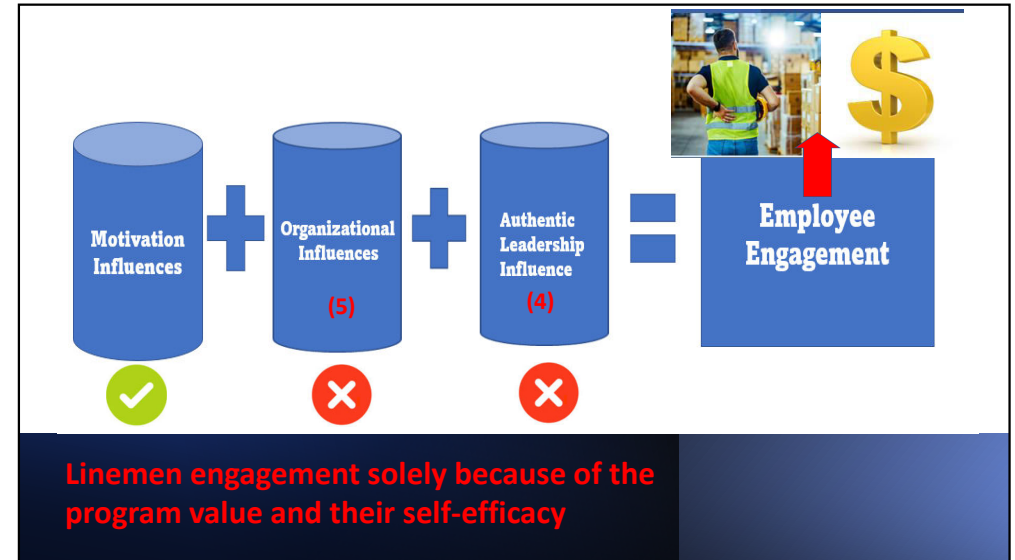 Motivation
Influences
Organizational
Influences
(5)
Authentic
Leadership
Influence
(4)
Employee
Engagement
$
Linemen engagement solely because of the
program value and their self-efficacy